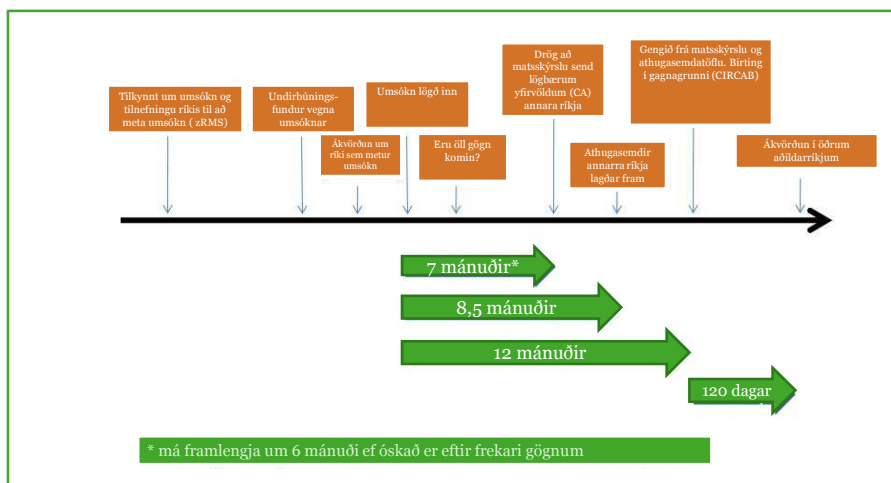 Tilkynnt um umsókn og
tilnefningu ríkis til að
meta umsókn ( zRMS)
Undirbúnings-
fundur vegna
umsóknar
Ákvörðun um
ríki sem metur
umsókn
Umsókn lögð inn
Eru öll gögn
komin?
Drög að
matsskýrslu send
lögbærum
yfirvöldum (CA)
annara ríkja
Athugasemdir
annarra ríkja
lagðar fram
Gengið frá matsskýrslu og
athugasemdatöflu. Birting
í gagnagrunni (CIRCAB)
Ákvörðun í öðrum
aðildarríkjum
7 mánuðir*
8,5 mánuðir
12 mánuðir
120 dagar
* má framlengja um 6 mánuði ef óskað er eftir frekari gögnum